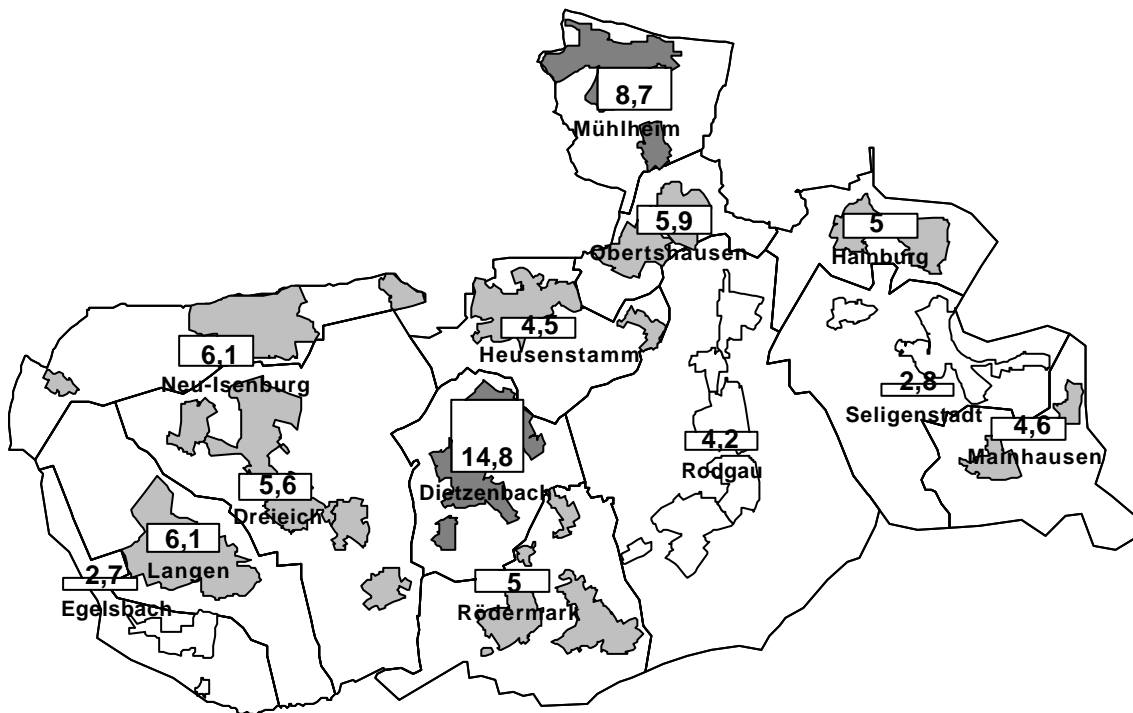 8,7
Mühlheim
5,9
Obertshausen
5
Hainburg
4,5
Heusenstamm
6,1
Neu-Isenburg
2,8
Seligenstadt
4,6
Mainhausen
4,2
Rodgau
14,8
Dietzenbach
5,6
Dreieich
6,1
Langen
2,7
Egelsbach
5
Rödermark